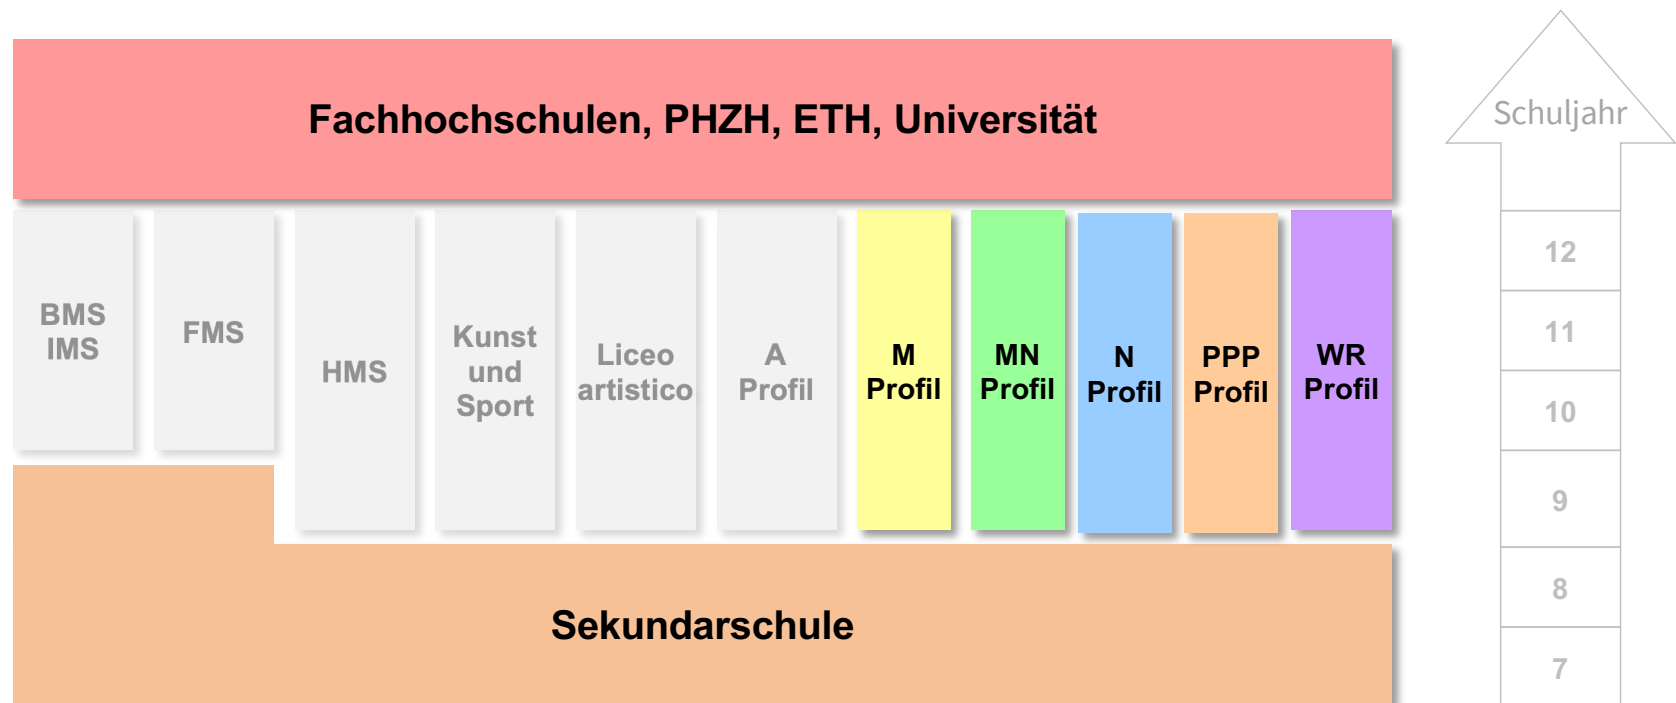 Fachhochschulen, PHZH, ETH, Universität
Schuljahr
BMS
IMS
FMS
HMS
Kunst
und
Sport
Liceo
artistico
A
Profil
M
Profil
MN
Profil
N
Profil
PPP
Profil
WR
Profil
12
11
10
9
8
7
Sekundarschule